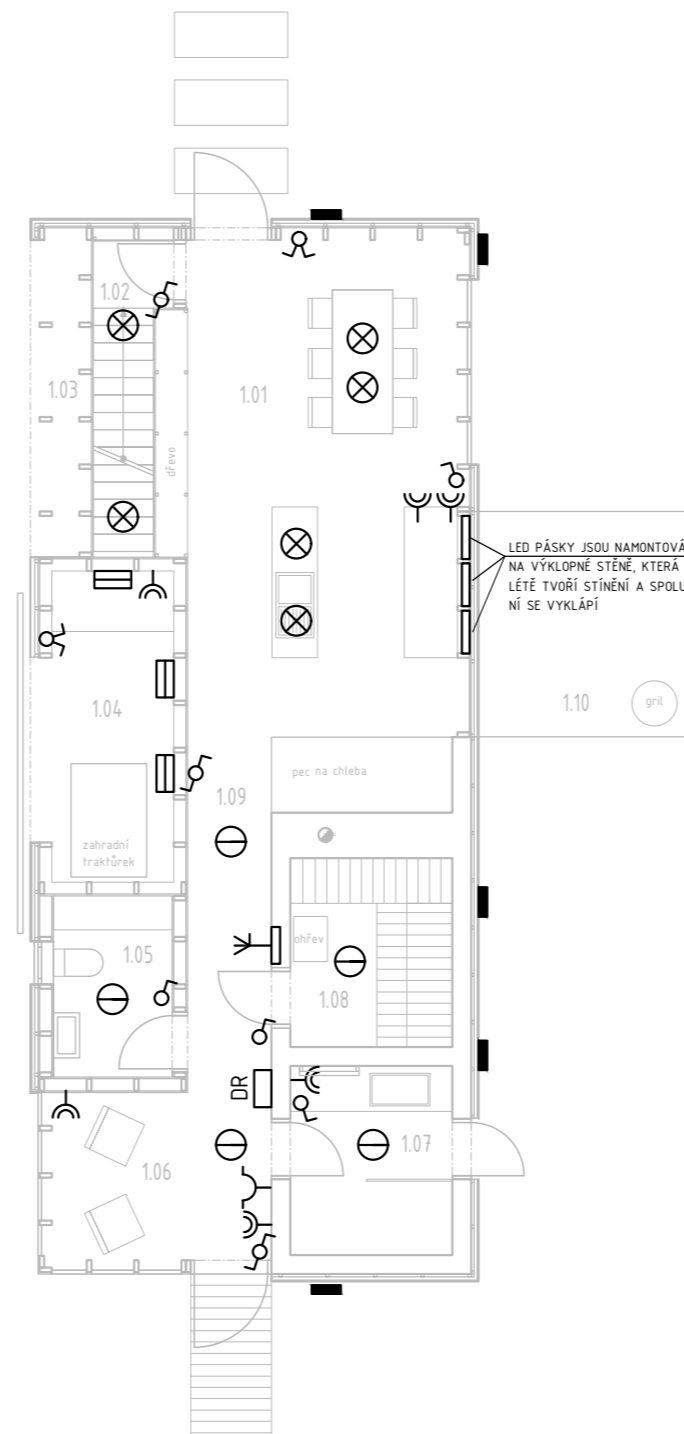 1.02
1.03
1.01
dřevo
LED PÁSKY JSOU NAMONTOVÁ
NA VÝKLOPNÉ STĚNĚ, KTERÁ
LÉTĚ TVOŘÍ STÍNĚNÍ A SPOLU
NÍ SE VYKLÁPÍ
1.04
1.10
gril
pec na chleba
1.09
zahradní
traktůrek
ohřev
1.05
1.08
DR
1.07
1.06